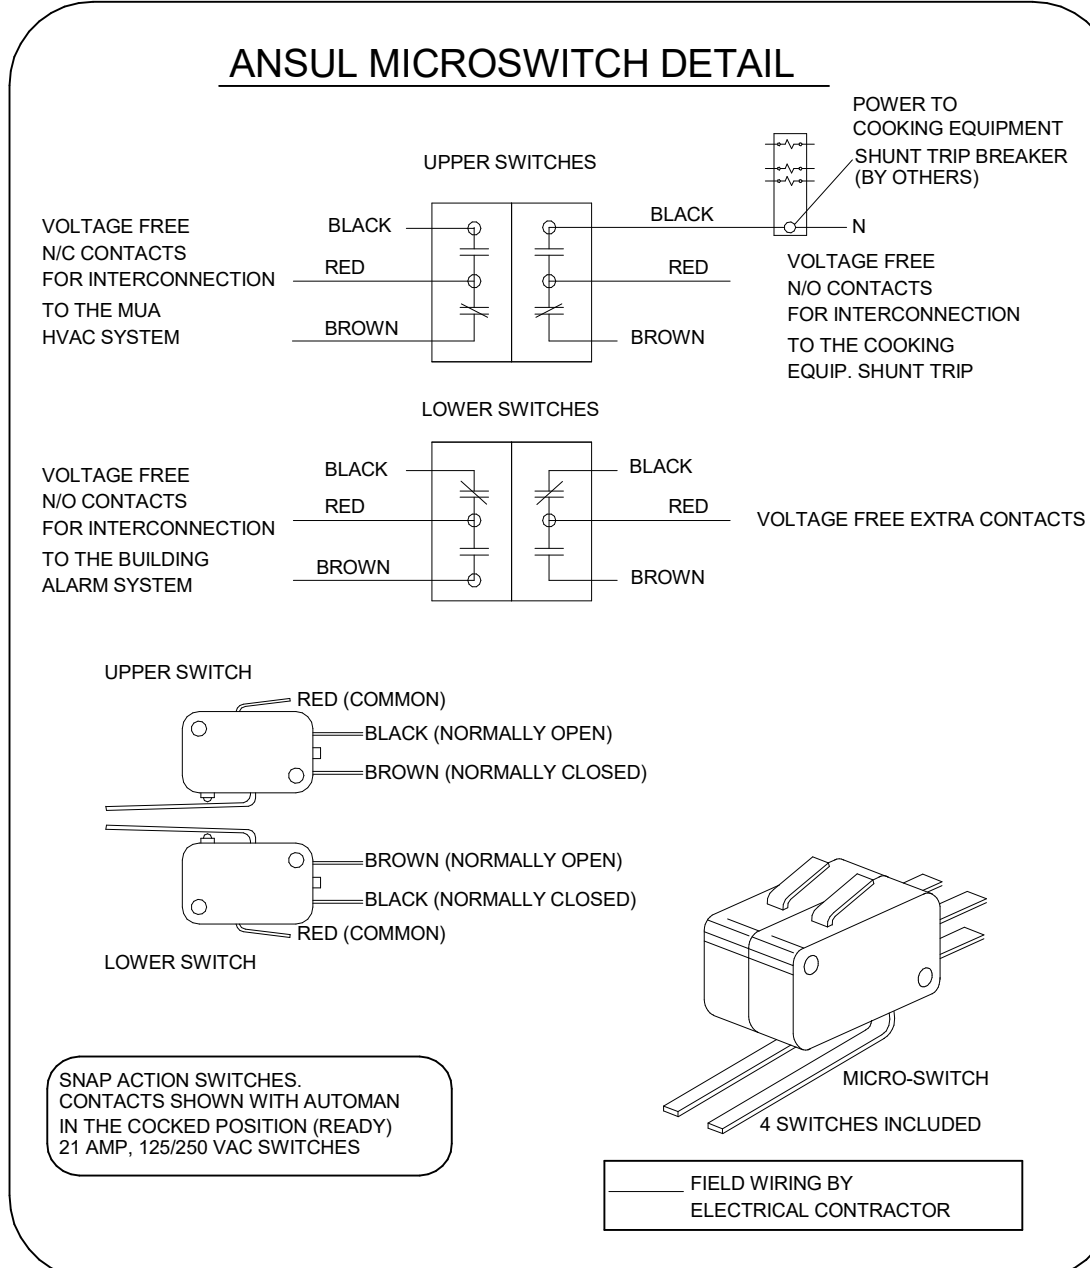 ANSUL MICROSWITCH DETAIL
POWER TO
COOKING EQUIPMENT
SHUNT TRIP BREAKER
(BY OTHERS)
UPPER SWITCHES
VOLTAGE FREE
N/C CONTACTS
FOR INTERCONNECTION
TO THE MUA
HVAC SYSTEM
BLACK
RED
BROWN
BLACK
RED
BROWN
N
VOLTAGE FREE
N/O CONTACTS
FOR INTERCONNECTION
TO THE COOKING
EQUIP. SHUNT TRIP
LOWER SWITCHES
VOLTAGE FREE
N/O CONTACTS
FOR INTERCONNECTION
TO THE BUILDING
ALARM SYSTEM
BLACK
RED
BROWN
BLACK
RED
BROWN
VOLTAGE FREE EXTRA CONTACTS
UPPER SWITCH
RED (COMMON)
BLACK (NORMALLY OPEN)
BROWN (NORMALLY CLOSED)
BROWN (NORMALLY OPEN)
BLACK (NORMALLY CLOSED)
RED (COMMON)
LOWER SWITCH
SNAP ACTION SWITCHES.
CONTACTS SHOWN WITH AUTOMAN
IN THE COCKED POSITION (READY)
21 AMP, 125/250 VAC SWITCHES
MICRO-SWITCH
4 SWITCHES INCLUDED
FIELD WIRING BY
ELECTRICAL CONTRACTOR